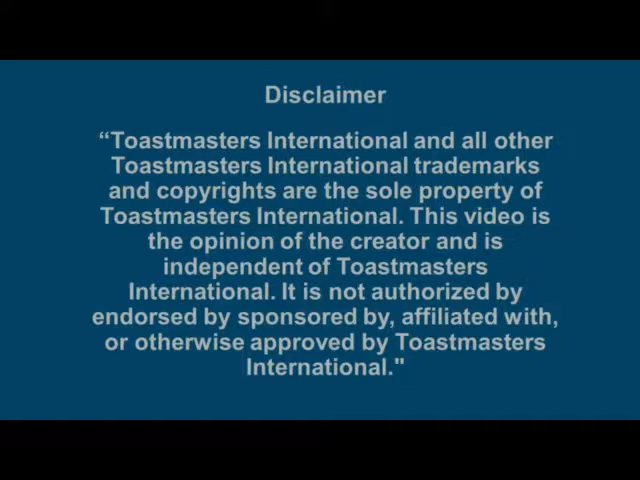 Disclaimer
“Toastmasters International and all other
Toastmasters International trademarks
and copyrights are the sole property of
Toastmasters International. This video is
the opinion of the creator and is
independent of Toastmasters
International. It is not authorized by
endorsed by sponsored by, affiliated with,
or otherwise approved by Toastmasters
International."